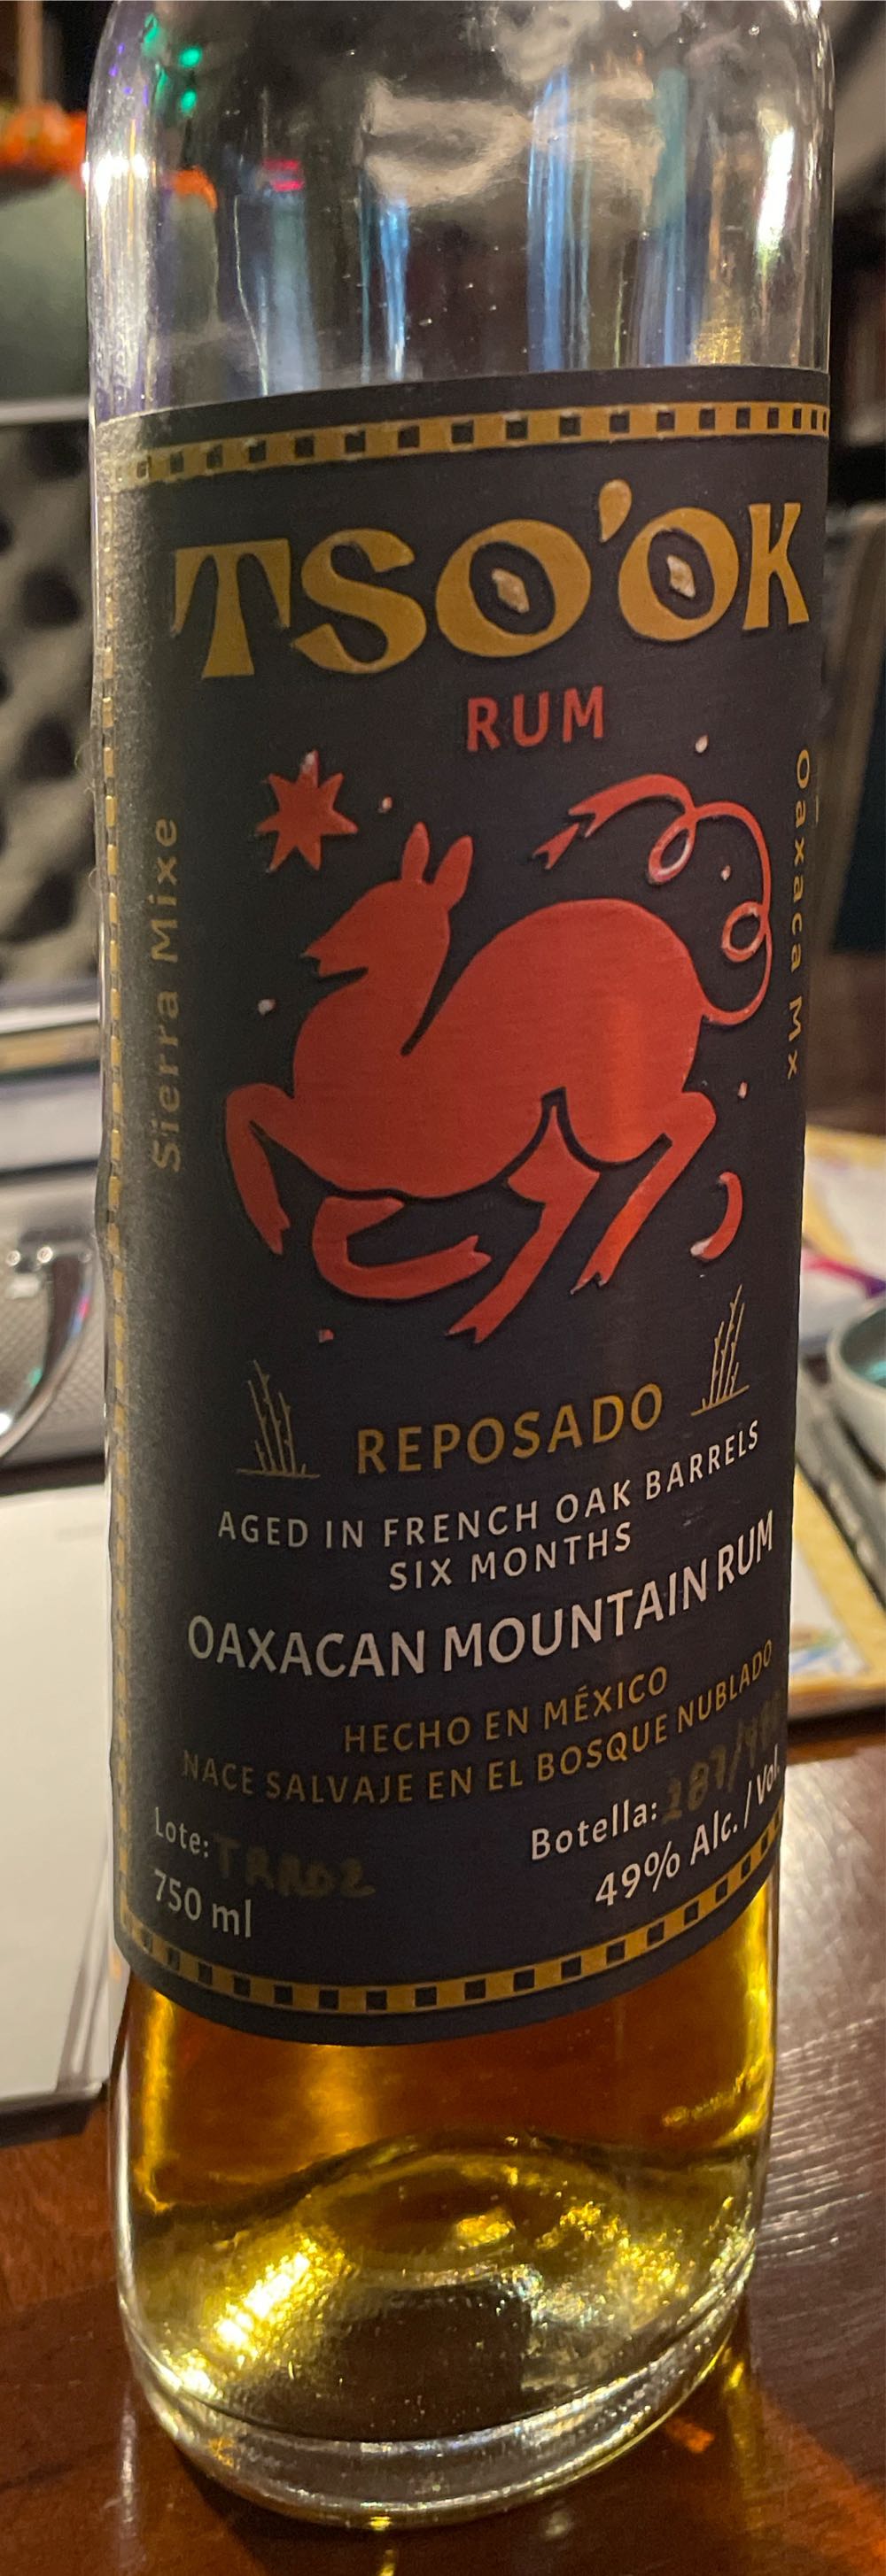 TSO'OK
RUM
Sierra Mixe
Oaxaca Mx
REPOSADO
AGED IN FRENCH OAK BARRELS
SIX MONTHS
OAXACAN MOUNTAIN RUM
HECHO EN MÉXICO
NACE SALVAJE EN EL BOSQUE NUBLADO
Lote:
Botella:
750 ml
49% Alc. / Vol.